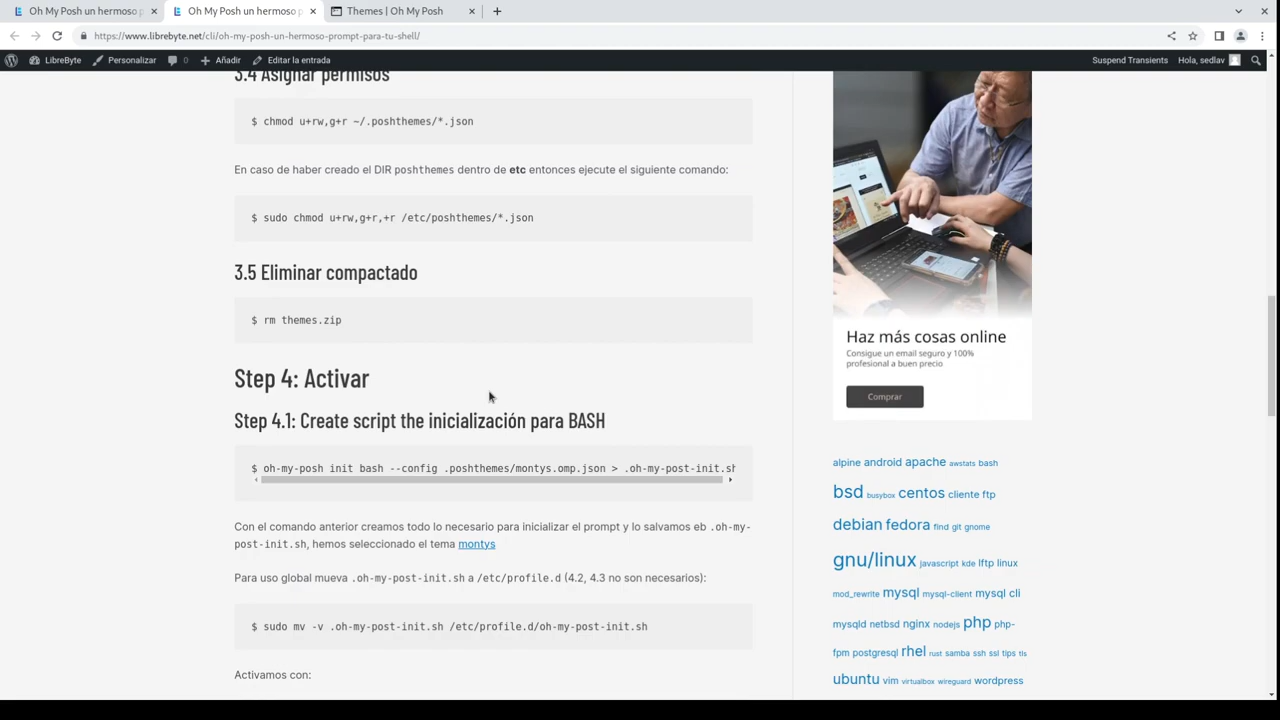 Oh My Posh un hermoso p
Oh My Posh un hermoso p
Themes | Oh My Posh
https://www.librebyte.net/cli/oh-my-posh-un-hermoso-prompt-para-tu-shell/
LibreByte
Personalizar
0
Añadir
Editar la entrada
Suspend Transients
Hola, sedlav
3.4 Asignar permisos
$ chmod u+rw,g+r ~/.poshthemes/*.json
En caso de haber creado el DIR poshthemes dentro de etc entonces ejecute el siguiente comando:
$ sudo chmod u+rw,g+r,+r /etc/poshthemes/*.json
3.5 Eliminar compactado
$ rm themes.zip
Step 4: Activar
Step 4.1: Create script the inicialización para BASH
$ oh-my-posh init bash --config .poshthemes/montys.omp.json > .oh-my-post-init.sh
Con el comando anterior creamos todo lo necesario para inicializar el prompt y lo salvamos eb .oh-my-
post-init.sh, hemos seleccionado el tema montys
Para uso global mueva .oh-my-post-init.sh a /etc/profile.d (4.2, 4.3 no son necesarios):
$ sudo mv -v .oh-my-post-init.sh /etc/profile.d/oh-my-post-init.sh
Activamos con:
Haz más cosas online
Consigue un email seguro y 100%
profesional a buen precio
Comprar
alpine android apache awstats bash
bsd busybox centos cliente ftp
debian fedora find git gnome
gnu/linux javascript kde lftp linux
mod_rewrite mysql mysql-client mysql cli
mysqld netbsd nginx nodejs php php-
fpm postgresql rhel rust samba ssh ssl tips tls
ubuntu vim virtualbox wireguard wordpress